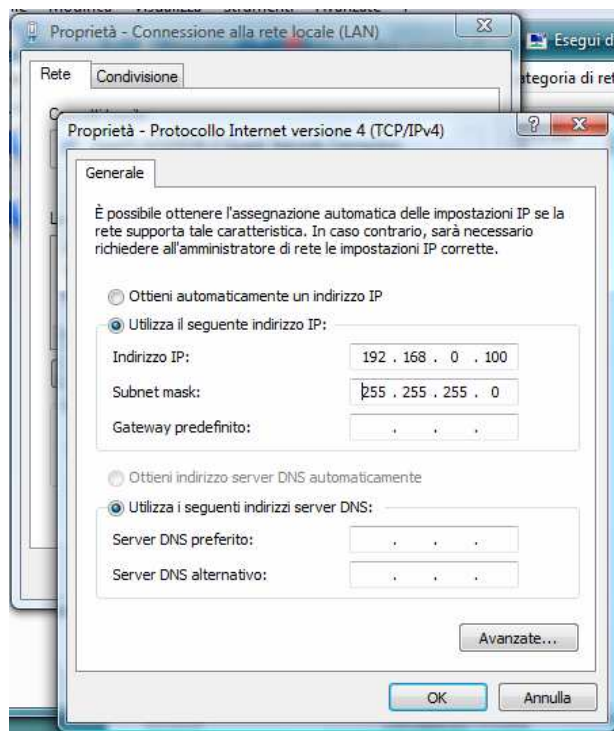 Proprietà - Connessione alla rete locale (LAN)
Esegui d
Rete
Condivisione
ategoria di ret
Proprietà - Protocollo Internet versione 4 (TCP/IPv4)
Generale
È possibile ottenere l'assegnazione automatica delle impostazioni IP se la
rete supporta tale caratteristica. In caso contrario, sarà necessario
richiedere all'amministratore di rete le impostazioni IP corrette.
Ottieni automaticamente un indirizzo IP
Utilizza il seguente indirizzo IP:
Indirizzo IP: 192 . 168 . 0 . 100
Subnet mask: 255 . 255 . 255 . 0
Gateway predefinito: . . .
Ottieni indirizzo server DNS automaticamente
Utilizza i seguenti indirizzi server DNS:
Server DNS preferito: . . .
Server DNS alternativo: . . .
Avanzate...
OK
Annulla